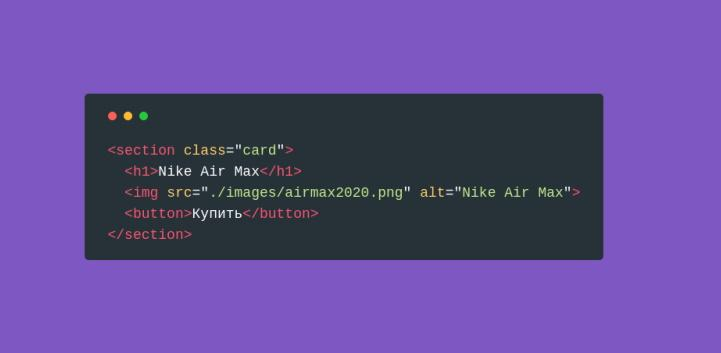 <section class="card">
  <h1>Nike Air Max</h1>
  <img src="./images/airmax2020.png" alt="Nike Air Max">
  <button>Купить</button>
</section>